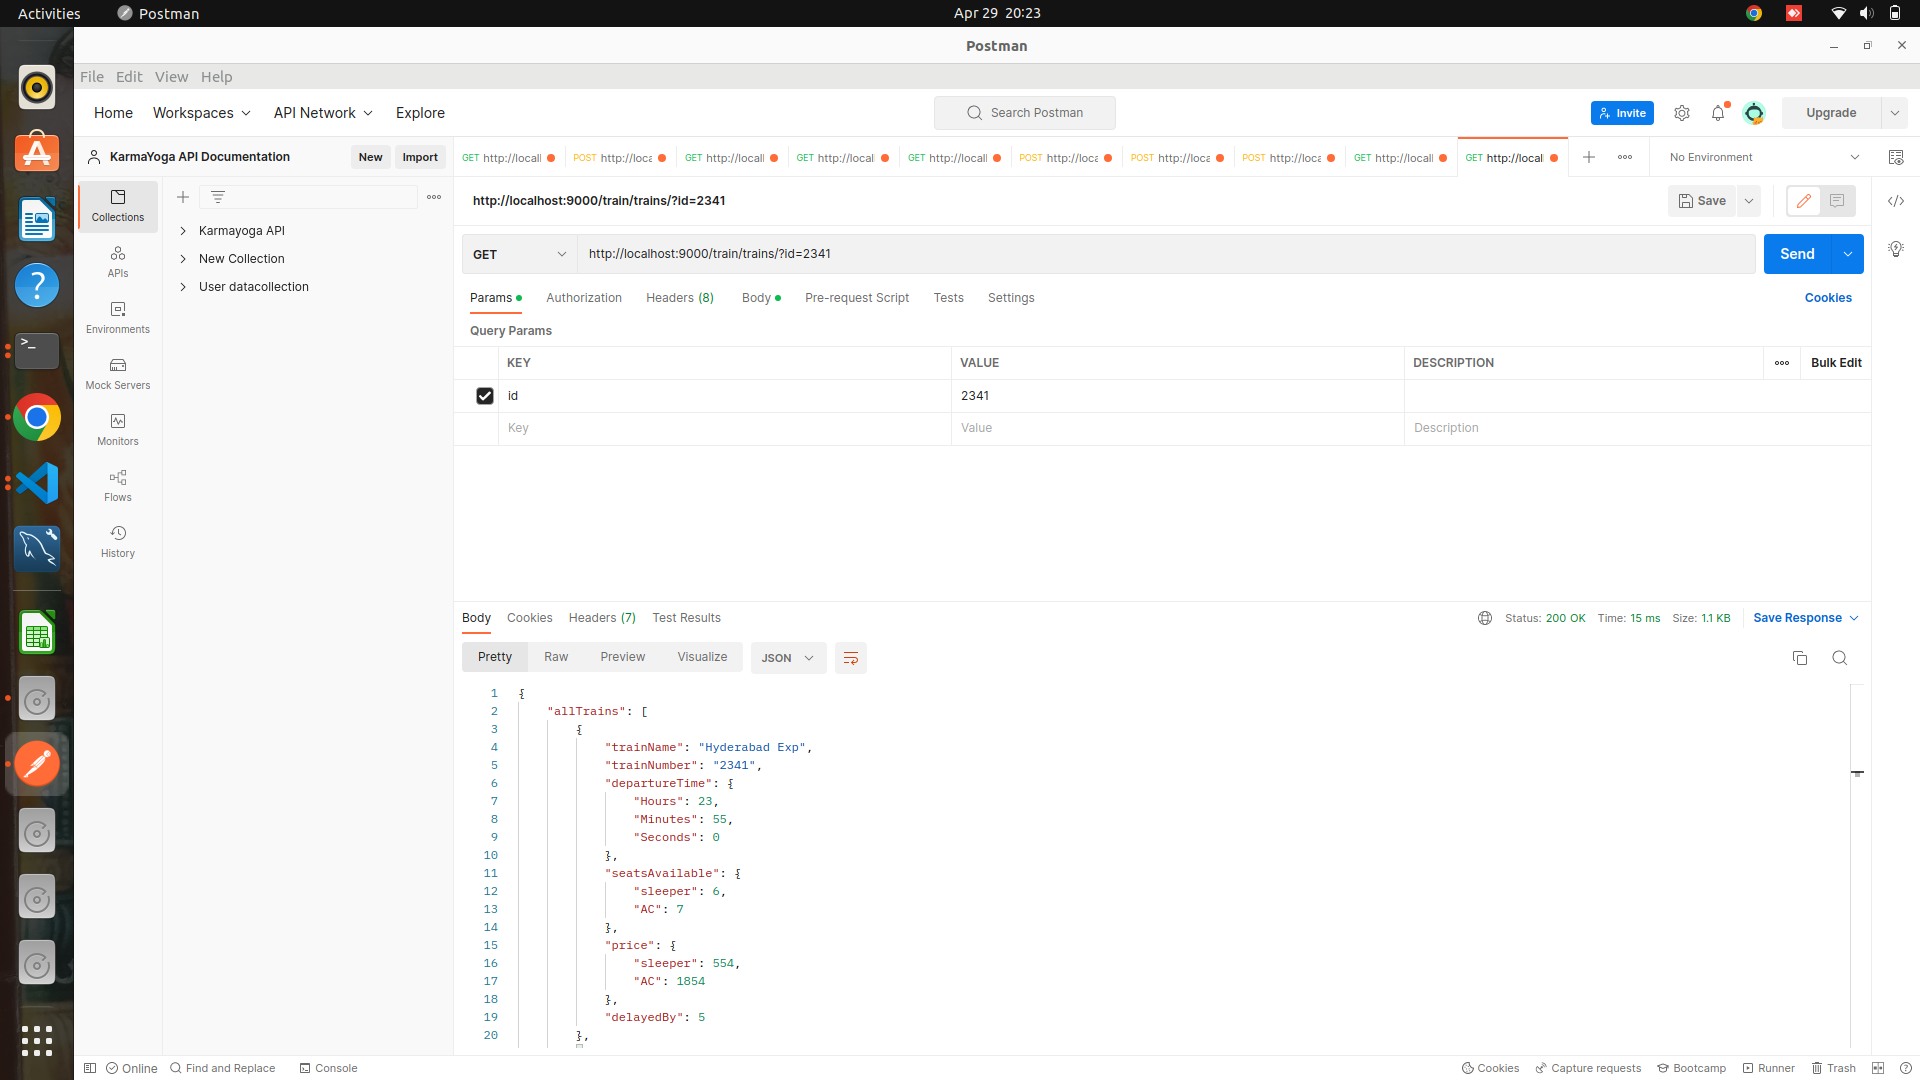 Activities
Postman
Apr 29 20:23
Postman
File Edit View Help
Home Workspaces API Network Explore
Search Postman
Invite
Upgrade
KarmaYoga API Documentation
New
Import
GET http://locall
POST http://loca
GET http://locall
GET http://locall
GET http://locall
POST http://loca
POST http://loca
POST http://loca
GET http://locall
GET http://locall
No Environment
Collections
APIs
Environments
Mock Servers
Monitors
Flows
History
Karmayoga API
New Collection
User datacollection
http://localhost:9000/train/trains/?id=2341
Save
GET
http://localhost:9000/train/trains/?id=2341
Send
Params Authorization Headers (8) Body Pre-request Script Tests Settings
Cookies
Query Params
KEY VALUE DESCRIPTION
Bulk Edit
id 2341
Key Value Description
Body Cookies Headers (7) Test Results
Status: 200 OK Time: 15 ms Size: 1.1 KB
Save Response
Pretty Raw Preview Visualize
JSON
1 {
2 "allTrains": [
3 {
4 "trainName": "Hyderabad Exp",
5 "trainNumber": "2341",
6 "departureTime": {
7 "Hours": 23,
8 "Minutes": 55,
9 "Seconds": 0
10 },
11 "seatsAvailable": {
12 "sleeper": 6,
13 "AC": 7
14 },
15 "price": {
16 "sleeper": 554,
17 "AC": 1854
18 },
19 "delayedBy": 5
20 },
Online
Find and Replace
Console
Cookies
Capture requests
Bootcamp
Runner
Trash